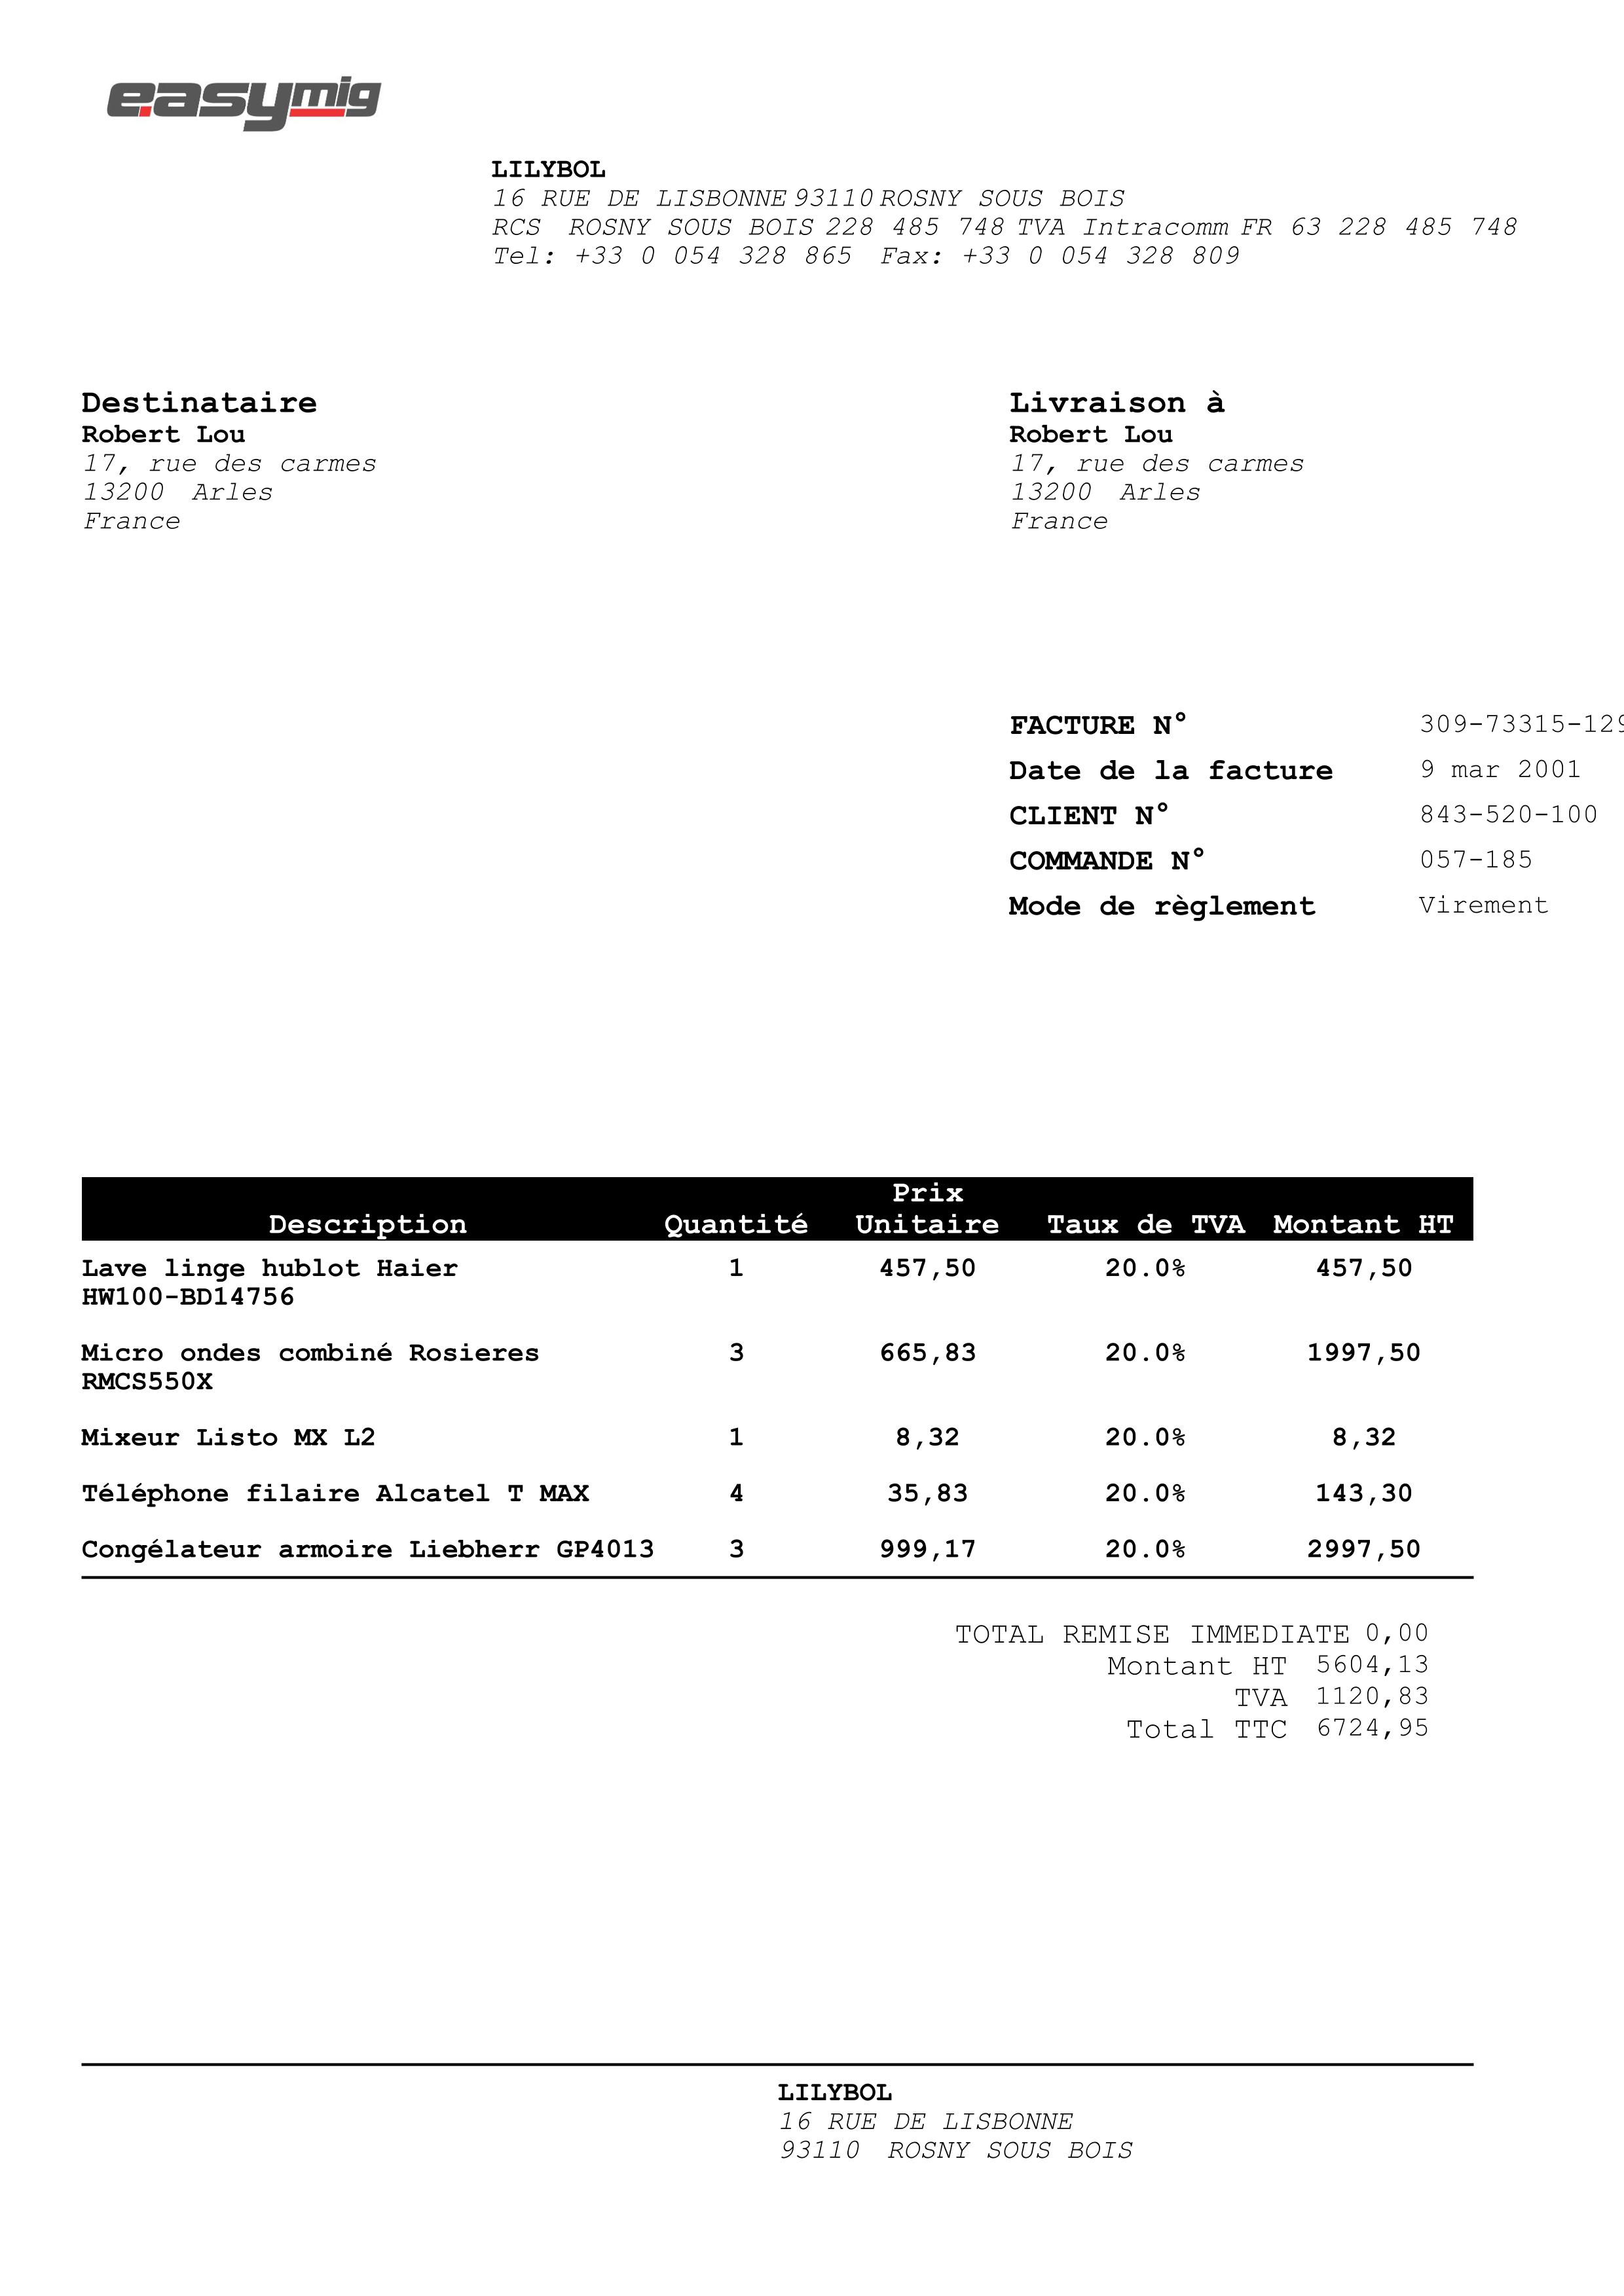 easymig
LILYBOL
16 RUE DE LISBONNE 93110 ROSNY SOUS BOIS
RCS ROSNY SOUS BOIS 228 485 748 TVA Intracomm FR 63 228 485 748
Tel: +33 0 054 328 865 Fax: +33 0 054 328 809
Destinataire
Robert Lou
17, rue des carmes
13200 Arles
France
Livraison à
Robert Lou
17, rue des carmes
13200 Arles
France
FACTURE N° 309-73315-129
Date de la facture 9 mar 2001
CLIENT N° 843-520-100
COMMANDE N° 057-185
Mode de règlement Virement
Description Quantité Prix Unitaire Taux de TVA Montant HT
Lave linge hublot Haier 1 457,50 20.0% 457,50
HW100-BD14756
Micro ondes combiné Rosieres 3 665,83 20.0% 1997,50
RMCS550X
Mixeur Listo MX L2 1 8,32 20.0% 8,32
Téléphone filaire Alcatel T MAX 4 35,83 20.0% 143,30
Congélateur armoire Liebherr GP4013 3 999,17 20.0% 2997,50
TOTAL REMISE IMMEDIATE 0,00
Montant HT 5604,13
TVA 1120,83
Total TTC 6724,95
LILYBOL
16 RUE DE LISBONNE
93110 ROSNY SOUS BOIS